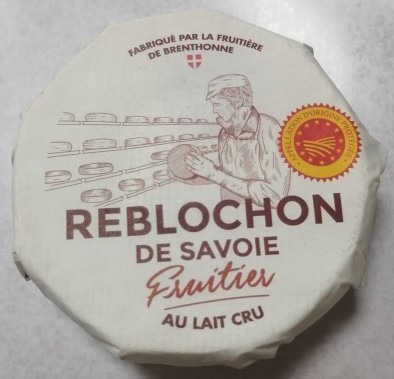 FABRIQUÉ PAR LA FRUITIÈRE
DE BRENTHONNE
APPELLATION D'ORIGINE PROTÉGÉE
REBLOCHON
DE SAVOIE
Fruitier
AU LAIT CRU